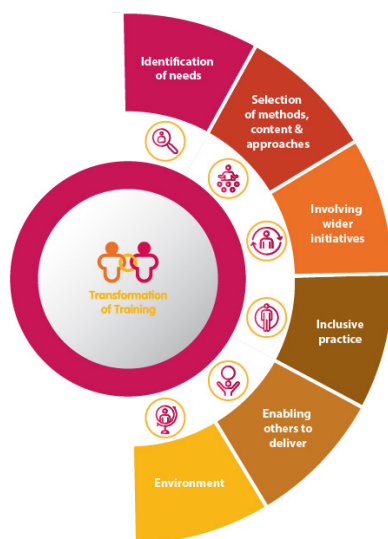 Identification
of needs
Selection
of methods,
content &
approaches
Involving
wider
initiatives
Inclusive
practice
Enabling
others to
deliver
Environment
Transformation
of Training